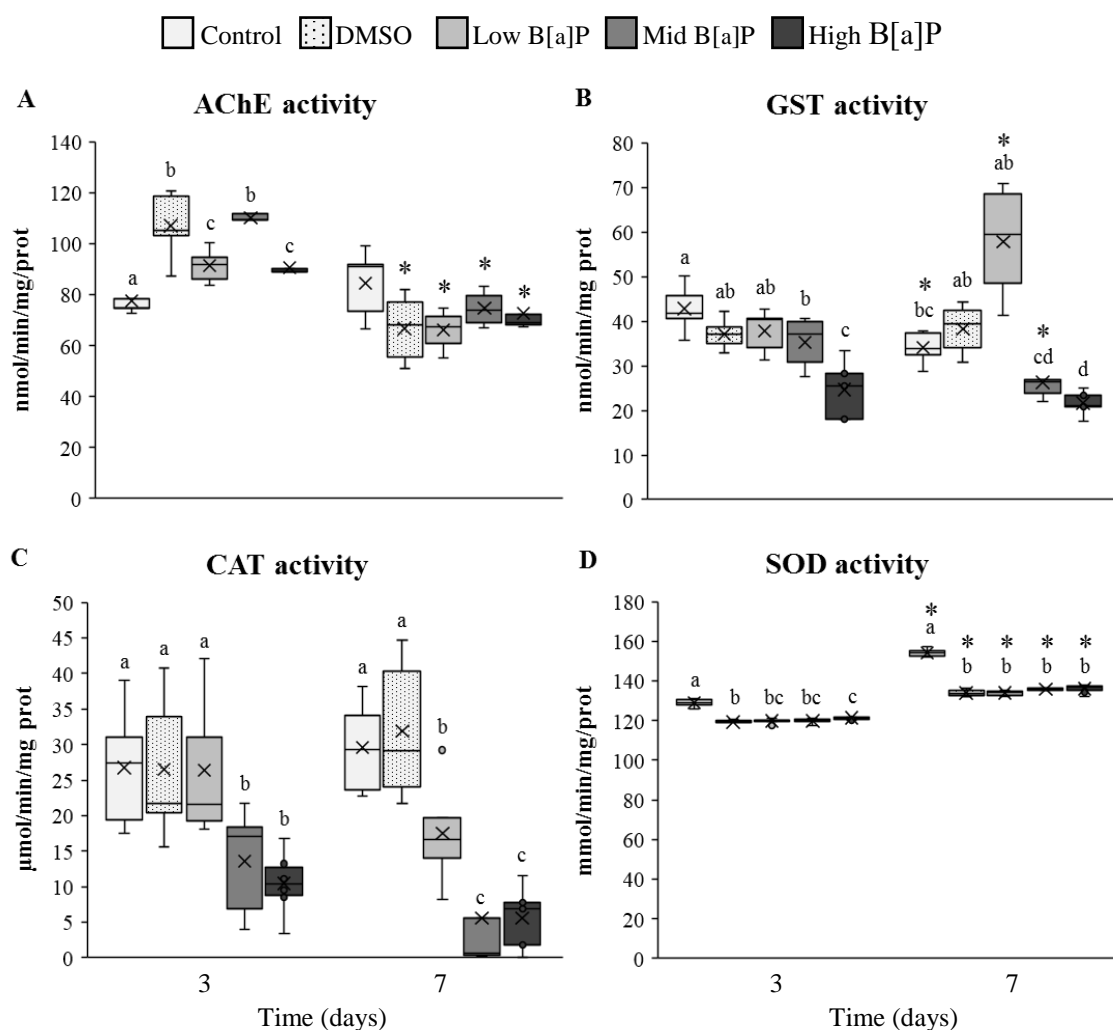 Control DMSO Low B[a]P Mid B[a]P High B[a]P
A AChE activity
nmol/min/mg/prot
140
120
100
80
60
40
20
0
a b c b c
* * * *
B GST activity
nmol/min/mg prot
80
70
60
50
40
30
20
10
0
a ab ab b c
* bc ab * ab * cd d
C CAT activity
µmol/min/mg prot
50
45
40
35
30
25
20
15
10
5
0
a a a b b
a a b c c
3 7
Time (days)
D SOD activity
mmol/min/mg/prot
180
160
140
120
100
80
60
40
20
0
a b bc bc c
* * * * *
a b b b b
3 7
Time (days)